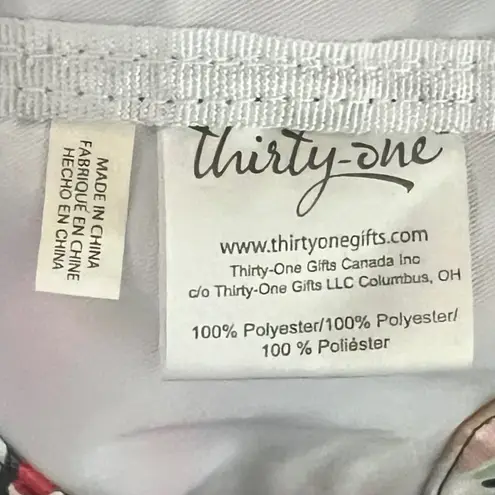 MADE IN CHINA
FABRIQUÉ EN CHINE
HECHO EN CHINA
thirty-one
www.thirtyonegifts.com
Thirty-One Gifts Canada Inc
c/o Thirty-One Gifts LLC Columbus, OH
100% Polyester/100% Polyester/
100 % Poliéster